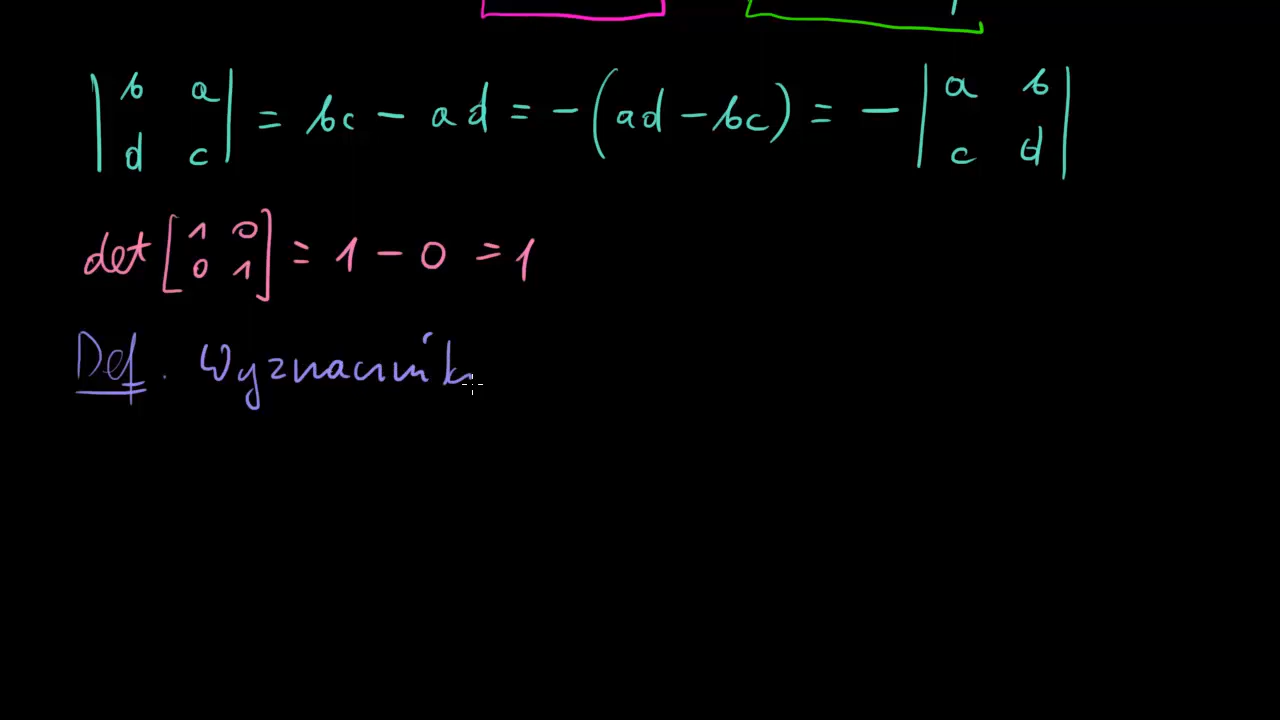 | b a | = bc - ad = -(ad - bc) = - | a b |
| d c | | c d |
det [ 1 0 ] = 1 - 0 = 1
[ 0 1 ]
Def. Wyznacznik